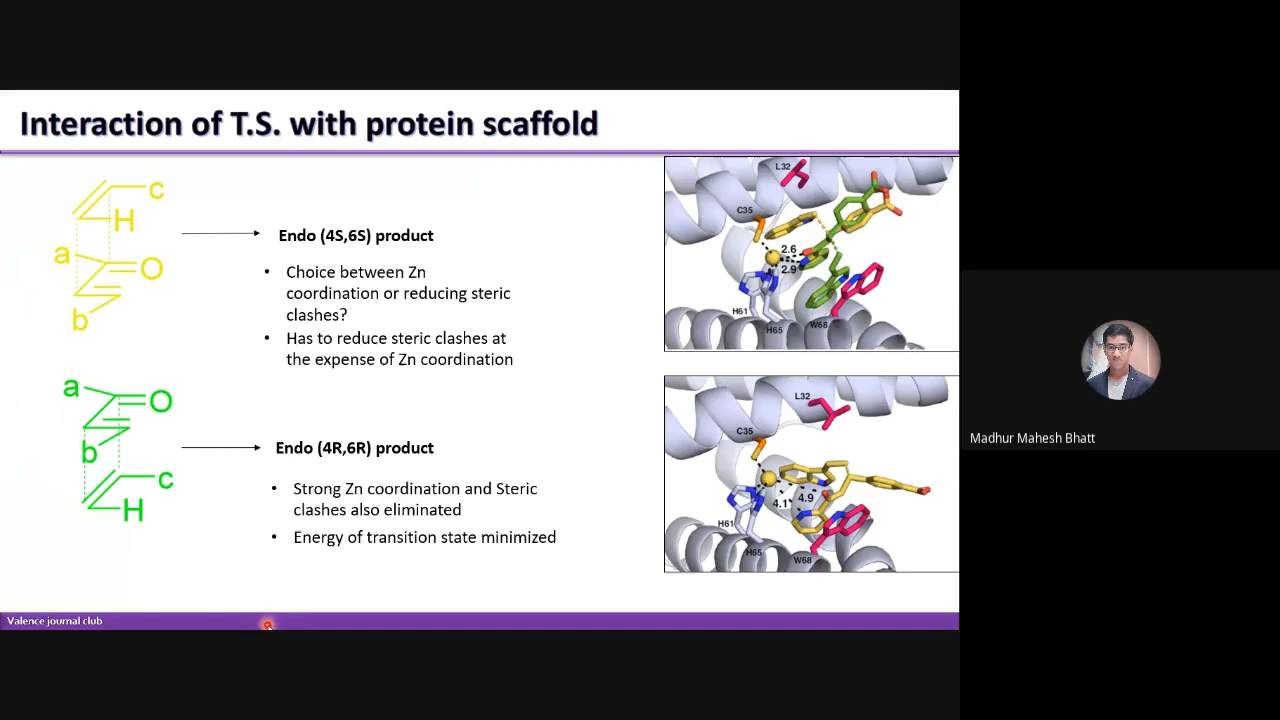 Interaction of T.S. with protein scaffold
c
H
a
O
b
Endo (4S,6S) product
• Choice between Zn
coordination or reducing steric
clashes?
• Has to reduce steric clashes at
the expense of Zn coordination
a
O
b
c
H
Endo (4R,6R) product
• Strong Zn coordination and Steric
clashes also eliminated
• Energy of transition state minimized
L32
C35
2.6
2.9
H61
H65
W68
L32
C35
4.9
4.1
H61
H65
W68
Valence journal club
Madhur Mahesh Bhatt